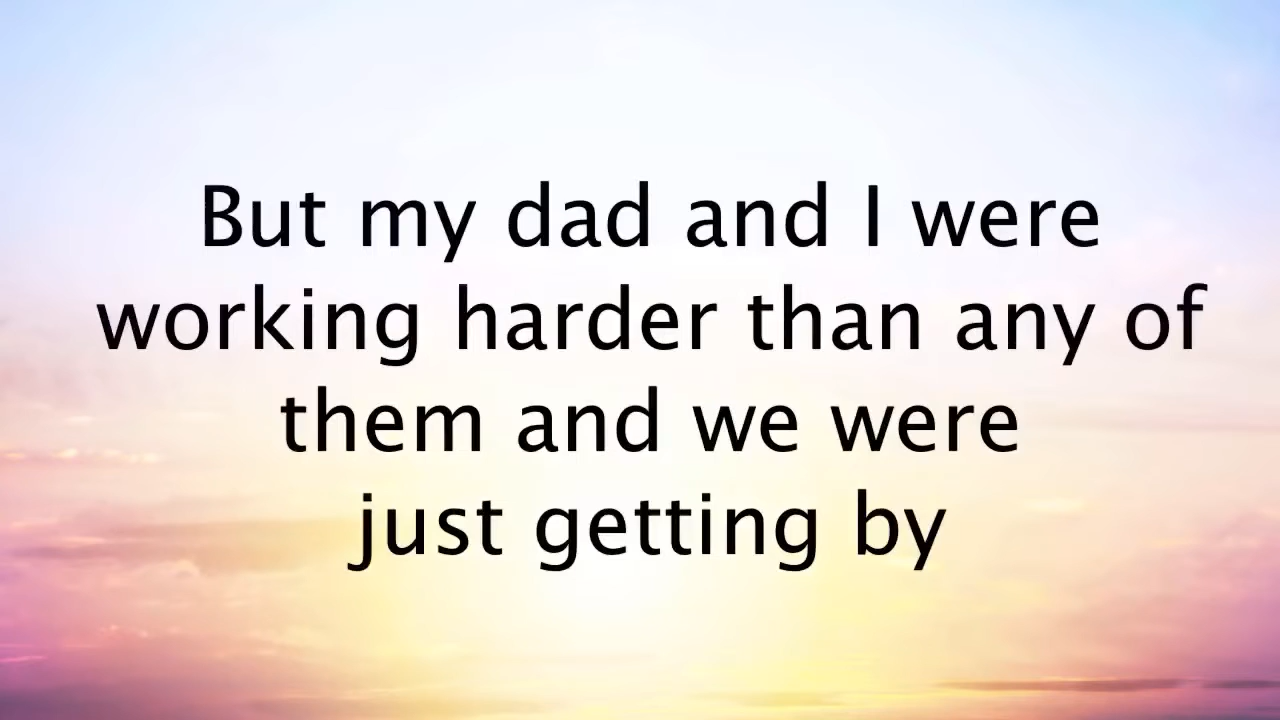 But my dad and I were
working harder than any of
them and we were
just getting by